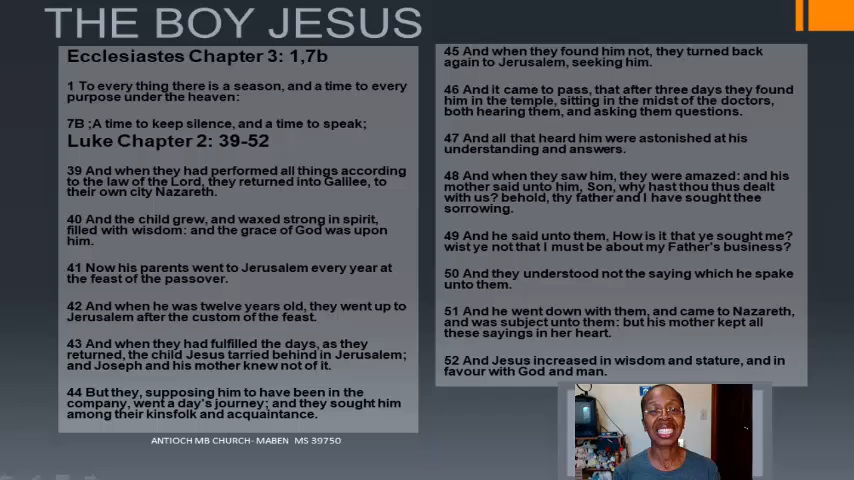 THE BOY JESUS
Ecclesiastes Chapter 3: 1,7b
1 To every thing there is a season, and a time to every
purpose under the heaven:
7B ;A time to keep silence, and a time to speak;
Luke Chapter 2: 39-52
39 And when they had performed all things according
to the law of the Lord, they returned into Galilee, to
their own city Nazareth.
40 And the child grew, and waxed strong in spirit,
filled with wisdom: and the grace of God was upon
him.
41 Now his parents went to Jerusalem every year at
the feast of the passover.
42 And when he was twelve years old, they went up to
Jerusalem after the custom of the feast.
43 And when they had fulfilled the days, as they
returned, the child Jesus tarried behind in Jerusalem;
and Joseph and his mother knew not of it.
44 But they, supposing him to have been in the
company, went a day's journey; and they sought him
among their kinsfolk and acquaintance.
45 And when they found him not, they turned back
again to Jerusalem, seeking him.
46 And it came to pass, that after three days they found
him in the temple, sitting in the midst of the doctors,
both hearing them, and asking them questions.
47 And all that heard him were astonished at his
understanding and answers.
48 And when they saw him, they were amazed: and his
mother said unto him, Son, why hast thou thus dealt
with us? behold, thy father and I have sought thee
sorrowing.
49 And he said unto them, How is it that ye sought me?
wist ye not that I must be about my Father's business?
50 And they understood not the saying which he spake
unto them.
51 And he went down with them, and came to Nazareth,
and was subject unto them: but his mother kept all
these sayings in her heart.
52 And Jesus increased in wisdom and stature, and in
favour with God and man.
ANTIOCH MB CHURCH- MABEN MS 39750